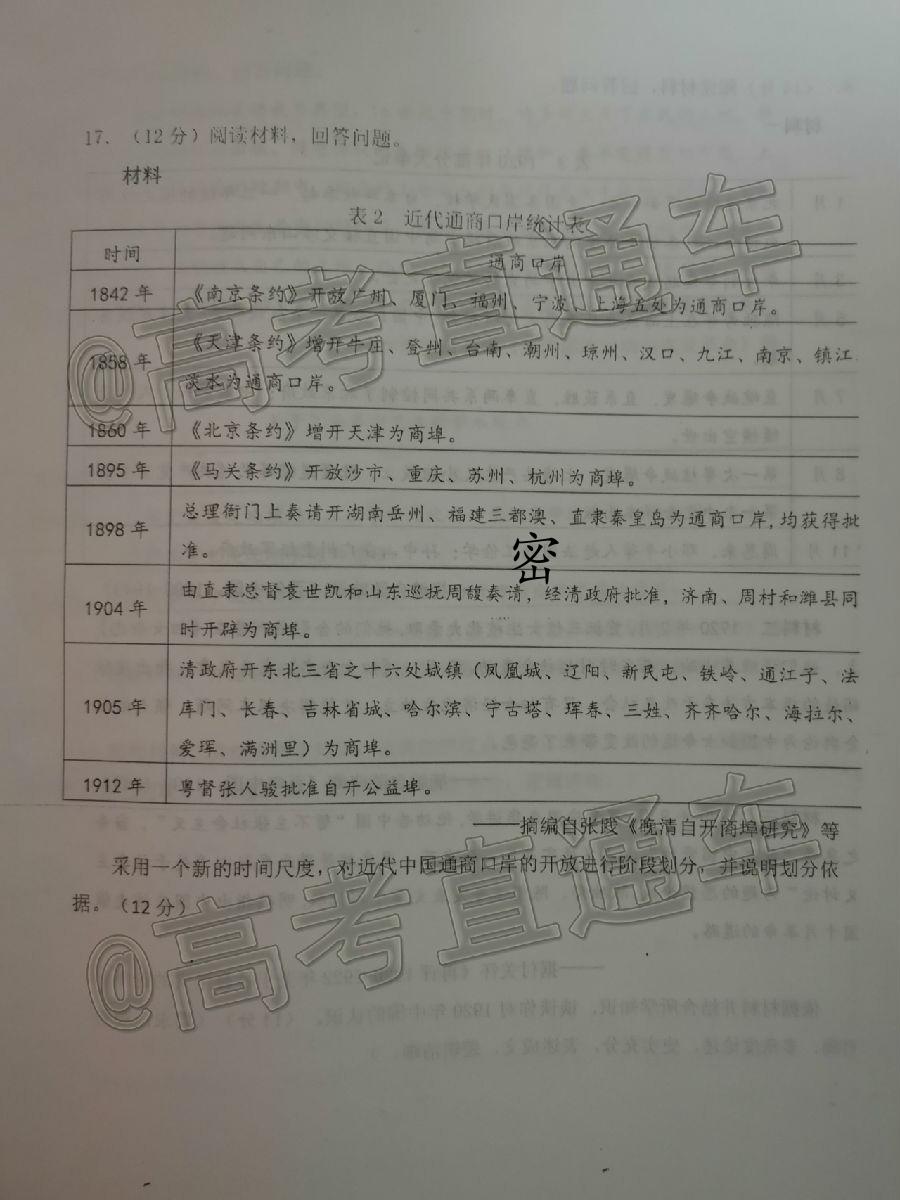 17. （12分）阅读材料，回答问题。
材料
表2 近代通商口岸统计表
时间 通商口岸
1842年 《南京条约》开放广州、厦门、福州、宁波、上海五处为通商口岸。
1858年 《天津条约》增开牛庄、登州、台南、潮州、琼州、汉口、九江、南京、镇江、
淡水为通商口岸。
1860年 《北京条约》增开天津为商埠。
1895年 《马关条约》开放沙市、重庆、苏州、杭州为商埠。
1898年 总理衙门上奏请开湖南岳州、福建三都澳、直隶秦皇岛为通商口岸,均获得批
准。
密
1904年 由直隶总督袁世凯和山东巡抚周馥奏请，经清政府批准，济南、周村和潍县同
时开辟为商埠。
1905年 清政府开东北三省之十六处城镇（凤凰城、辽阳、新民屯、铁岭、通江子、法
库门、长春、吉林省城、哈尔滨、宁古塔、珲春、三姓、齐齐哈尔、海拉尔、
爱珲、满洲里）为商埠。
1912年 粤督张人骏批准自开公益埠。
——摘编自张践《晚清自开商埠研究》等
采用一个新的时间尺度，对近代中国通商口岸的开放进行阶段划分，并说明划分依
据。（12分）
@高考直通车
@高考直通车